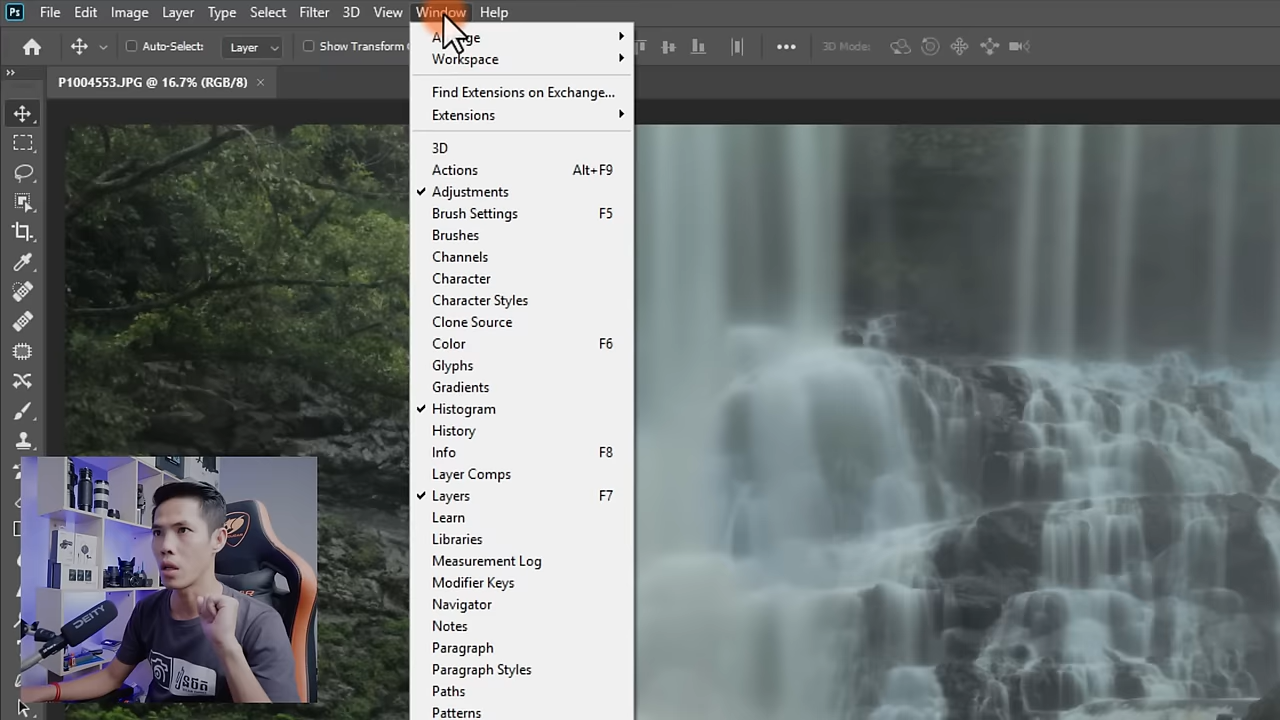 Ps File Edit Image Layer Type Select Filter 3D View Window Help
Auto-Select: Layer Show Transform 3D Mode:
P1004553.JPG @ 16.7% (RGB/8) ×
Workspace
Find Extensions on Exchange...
Extensions
3D
Actions Alt+F9
Adjustments
Brush Settings F5
Brushes
Channels
Character
Character Styles
Clone Source
Color F6
Glyphs
Gradients
Histogram
History
Info F8
Layer Comps
Layers F7
Learn
Libraries
Measurement Log
Modifier Keys
Navigator
Notes
Paragraph
Paragraph Styles
Paths
Patterns
COUGAR
DEITY